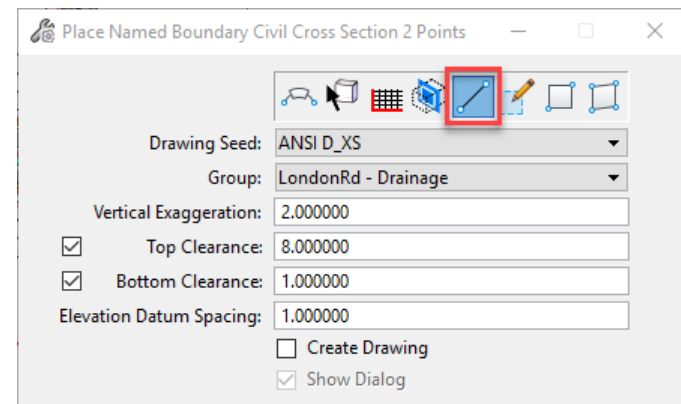 Place Named Boundary Civil Cross Section 2 Points
Drawing Seed: ANSI D_XS
Group: LondonRd - Drainage
Vertical Exaggeration: 2.000000
Top Clearance: 8.000000
Bottom Clearance: 1.000000
Elevation Datum Spacing: 1.000000
Create Drawing
Show Dialog